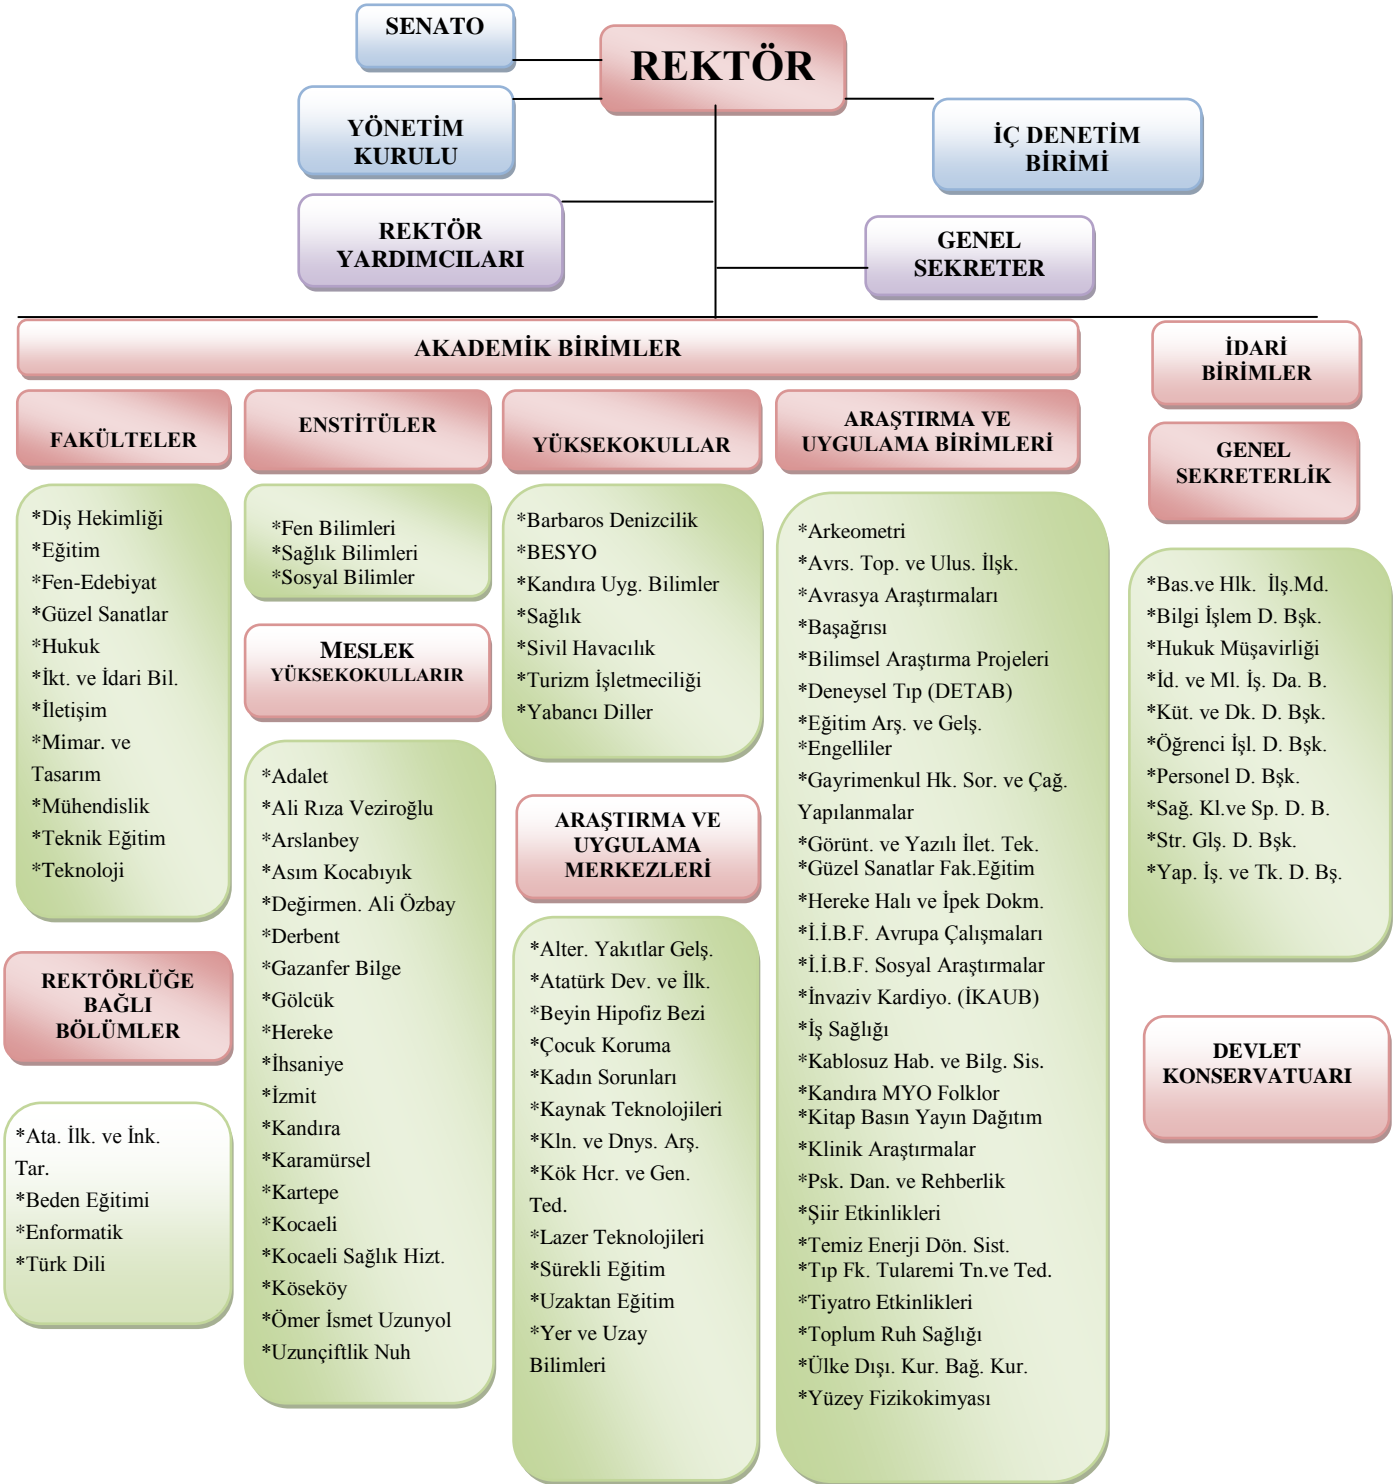 SENATO
REKTÖR
YÖNETİM
KURULU
İÇ DENETİM
BİRİMİ
REKTÖR
YARDIMCILARI
GENEL
SEKRETER
AKADEMİK BİRİMLER
İDARİ
BİRİMLER
FAKÜLTELER
*Diş Hekimliği
*Eğitim
*Fen-Edebiyat
*Güzel Sanatlar
*Hukuk
*İkt. ve İdari Bil.
*İletişim
*Mimar. ve
Tasarım
*Mühendislik
*Teknik Eğitim
*Teknoloji
REKTÖRLÜĞE
BAĞLI
BÖLÜMLER
*Ata. İlk. ve İnk.
Tar.
*Beden Eğitimi
*Enformatik
*Türk Dili
ENSTİTÜLER
*Fen Bilimleri
*Sağlık Bilimleri
*Sosyal Bilimler
MESLEK
YÜKSEKOKULLARIR
*Adalet
*Ali Rıza Veziroğlu
*Arslanbey
*Asım Kocabıyık
*Değirmen. Ali Özbay
*Derbent
*Gazanfer Bilge
*Gölcük
*Hereke
*İhsaniye
*İzmit
*Kandıra
*Karamürsel
*Kartepe
*Kocaeli
*Kocaeli Sağlık Hizt.
*Köseköy
*Ömer İsmet Uzunyol
*Uzunçiftlik Nuh
YÜKSEKOKULLAR
*Barbaros Denizcilik
*BESYO
*Kandıra Uyg. Bilimler
*Sağlık
*Sivil Havacılık
*Turizm İşletmeciliği
*Yabancı Diller
ARAŞTIRMA VE
UYGULAMA
MERKEZLERİ
*Alter. Yakıtlar Gelş.
*Atatürk Dev. ve İlk.
*Beyin Hipofiz Bezi
*Çocuk Koruma
*Kadın Sorunları
*Kaynak Teknolojileri
*Kln. ve Dnys. Arş.
*Kök Hcr. ve Gen.
Ted.
*Lazer Teknolojileri
*Sürekli Eğitim
*Uzaktan Eğitim
*Yer ve Uzay
Bilimleri
ARAŞTIRMA VE
UYGULAMA BİRİMLERİ
*Arkeometri
*Avrs. Top. ve Ulus. İlşk.
*Avrasya Araştırmaları
*Başağrısı
*Bilimsel Araştırma Projeleri
*Deneysel Tıp (DETAB)
*Eğitim Arş. ve Gelş.
*Engelliler
*Gayrimenkul Hk. Sor. ve Çağ.
Yapılanmalar
*Görünt. ve Yazılı İlet. Tek.
*Güzel Sanatlar Fak.Eğitim
*Hereke Halı ve İpek Dokm.
*İ.İ.B.F. Avrupa Çalışmaları
*İ.İ.B.F. Sosyal Araştırmalar
*İnvaziv Kardiyo. (İKAUB)
*İş Sağlığı
*Kablosuz Hab. ve Bilg. Sis.
*Kandıra MYO Folklor
*Kitap Basın Yayın Dağıtım
*Klinik Araştırmalar
*Psk. Dan. ve Rehberlik
*Şiir Etkinlikleri
*Temiz Enerji Dön. Sist.
*Tıp Fk. Tularemi Tn.ve Ted.
*Tiyatro Etkinlikleri
*Toplum Ruh Sağlığı
*Ülke Dışı. Kur. Bağ. Kur.
*Yüzey Fizikokimyası
GENEL
SEKRETERLİK
*Bas.ve Hlk. İlş.Md.
*Bilgi İşlem D. Bşk.
*Hukuk Müşavirliği
*İd. ve Ml. İş. Da. B.
*Küt. ve Dk. D. Bşk.
*Öğrenci İşl. D. Bşk.
*Personel D. Bşk.
*Sağ. Kl.ve Sp. D. B.
*Str. Glş. D. Bşk.
*Yap. İş. ve Tk. D. Bş.
DEVLET
KONSERVATUARI